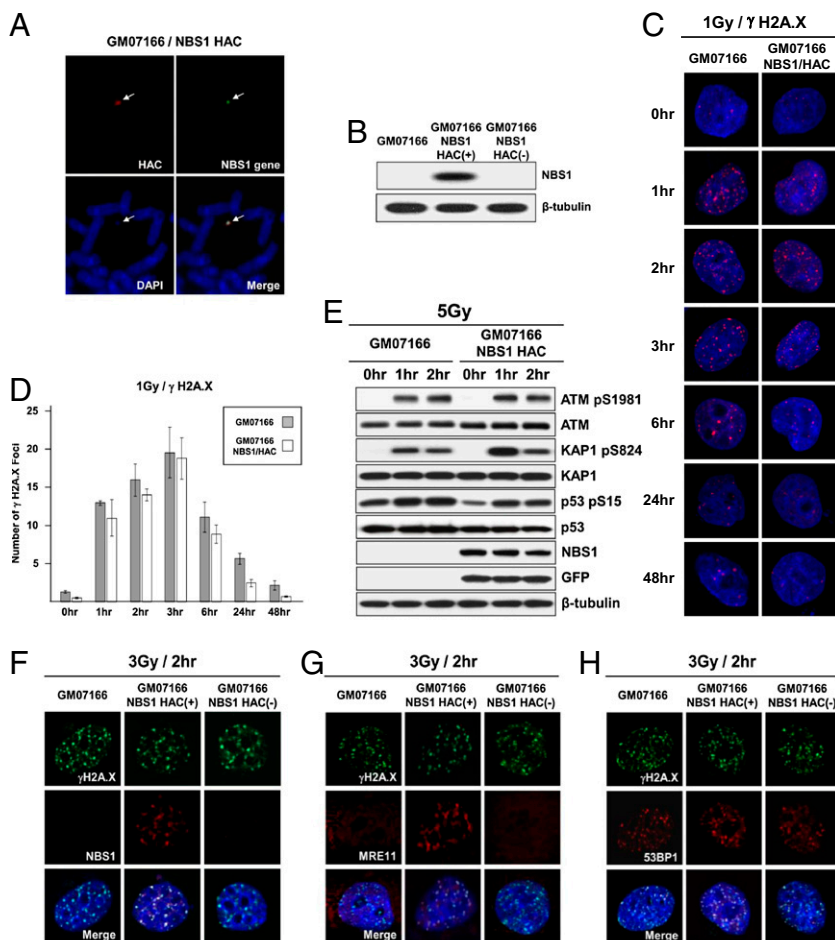 A
GM07166 / NBS1 HAC
HAC
NBS1 gene
DAPI
Merge
B
GM07166
GM07166
NBS1
HAC(+)
GM07166
NBS1
HAC(-)
NBS1
β-tubulin
C
1Gy / γ H2A.X
GM07166
GM07166
NBS1/HAC
0hr
1hr
2hr
3hr
6hr
24hr
48hr
D
1Gy / γ H2A.X
Number of γ H2A.X Foci
25
20
15
10
5
GM07166
GM07166
NBS1/HAC
0hr 1hr 2hr 3hr 6hr 24hr 48hr
E
5Gy
GM07166
GM07166
NBS1 HAC
0hr 1hr 2hr 0hr 1hr 2hr
ATM pS1981
ATM
KAP1 pS824
KAP1
p53 pS15
p53
NBS1
GFP
β-tubulin
F
3Gy / 2hr
GM07166
GM07166
NBS1 HAC(+)
GM07166
NBS1 HAC(-)
γH2A.X
NBS1
Merge
G
3Gy / 2hr
GM07166
GM07166
NBS1 HAC(+)
GM07166
NBS1 HAC(-)
γH2A.X
MRE11
Merge
H
3Gy / 2hr
GM07166
GM07166
NBS1 HAC(+)
GM07166
NBS1 HAC(-)
γH2A.X
53BP1
Merge